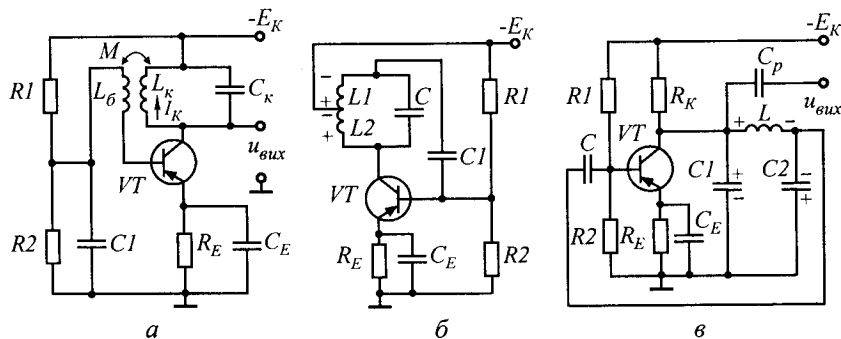 -E_K
M
R1
L_б
L_к
I_K
C_к
u_вих
VT
R2
C1
R_E
C_E
а
-E_K
L1
C
R1
L2
C1
VT
R_E
C_E
R2
б
-E_K
C_p
R1
R_K
u_вих
VT
L
C
C1
C2
R2
R_E
C_E
в